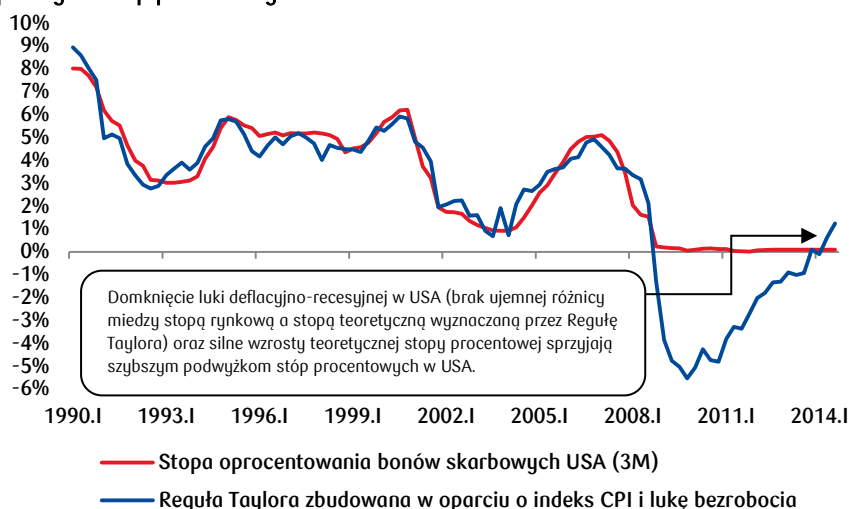 10%
9%
8%
7%
6%
5%
4%
3%
2%
1%
0%
-1%
-2%
-3%
-4%
-5%
-6%
Domknięcie luki deflacyjno-recesyjnej w USA (brak ujemnej różnicy
miedzy stopą rynkową a stopą teoretyczną wyznaczaną przez Regułę
Taylora) oraz silne wzrosty teoretycznej stopy procentowej sprzyjają
szybszym podwyżkom stóp procentowych w USA.
1990.I 1993.I 1996.I 1999.I 2002.I 2005.I 2008.I 2011.I 2014.I
Stopa oprocentowania bonów skarbowych USA (3M)
Reguła Taylora zbudowana w oparciu o indeks CPI i lukę bezrobocia